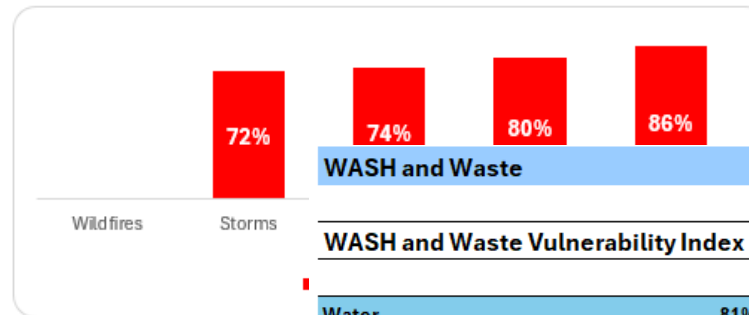 72%
74%
80%
86%
WASH and Waste
Wildfires
Storms
WASH and Waste Vulnerability Index
Water